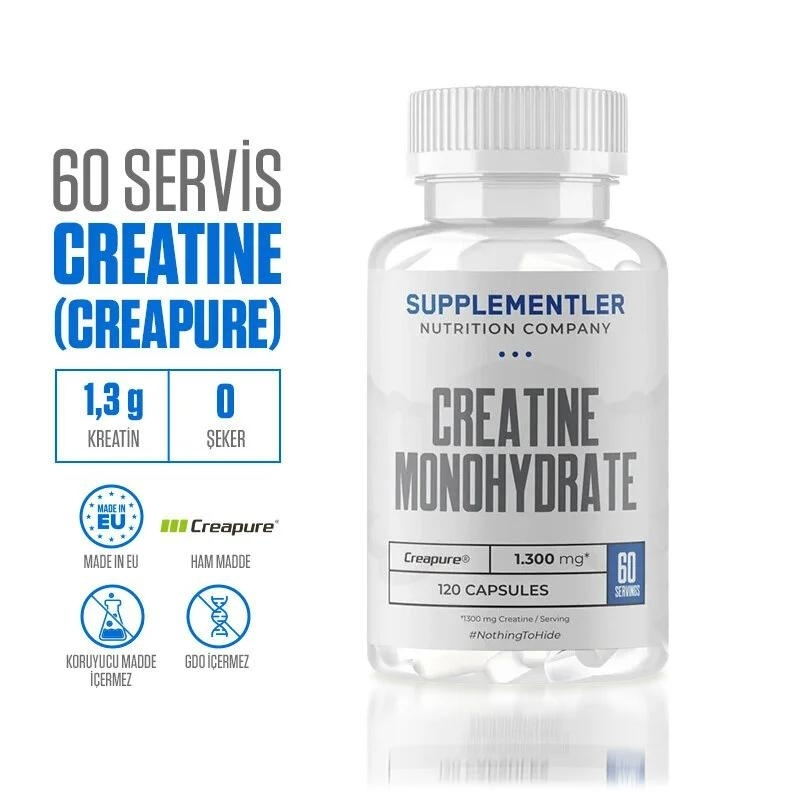 60 SERVİS
CREATINE
(CREAPURE)
1,3 g
KREATİN
0
ŞEKER
MADE IN
EU
MADE IN EU
Creapure®
HAM MADDE
KORUYUCU MADDE
İÇERMEZ
GDO İÇERMEZ
SUPPLEMENTLER
NUTRITION COMPANY
CREATINE
MONOHYDRATE
Creapure®
1.300 mg*
120 CAPSULES
60
SERVINGS
*1300 mg Creatine / Serving
#NothingToHide